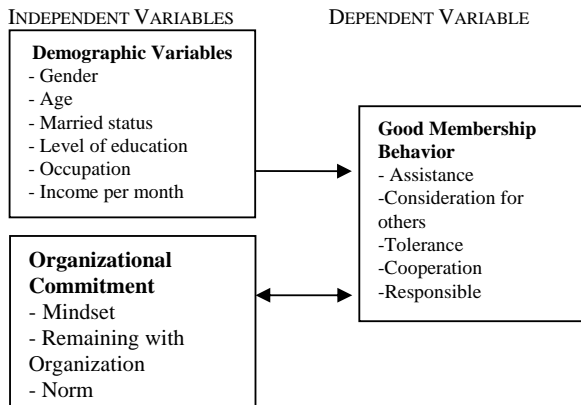 INDEPENDENT VARIABLES
DEPENDENT VARIABLE
Demographic Variables
- Gender
- Age
- Married status
- Level of education
- Occupation
- Income per month
Organizational
Commitment
- Mindset
- Remaining with
Organization
- Norm
Good Membership
Behavior
- Assistance
-Consideration for
others
-Tolerance
-Cooperation
-Responsible